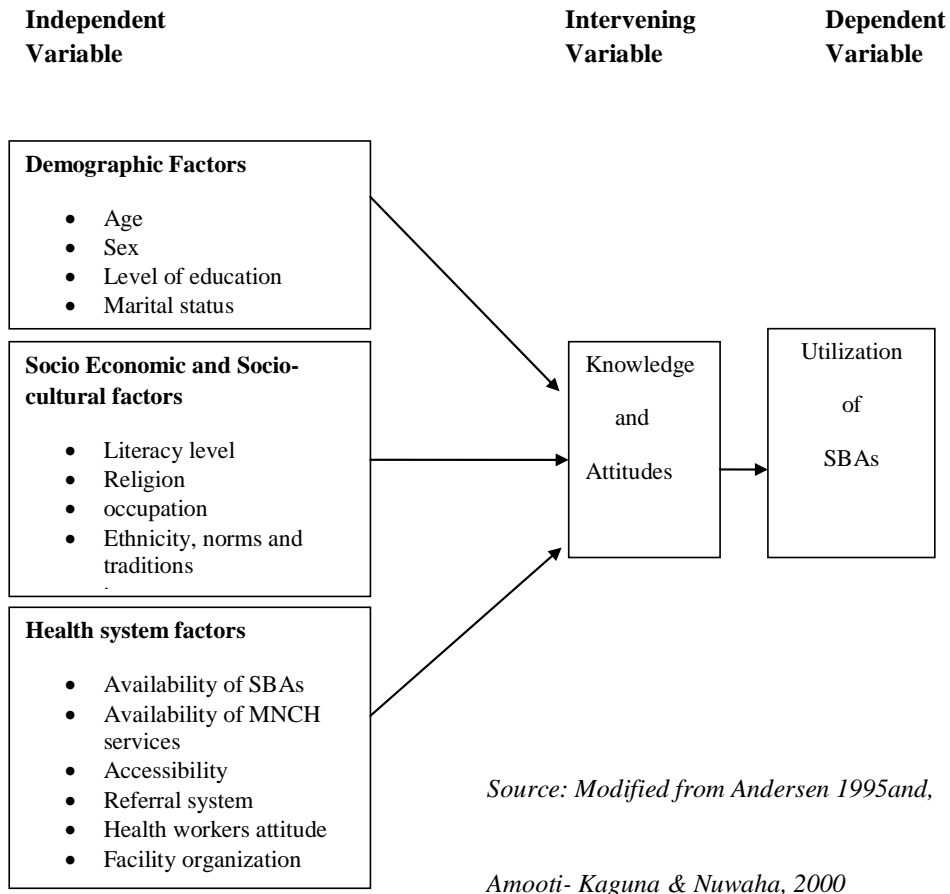 Independent
Variable
Intervening
Variable
Dependent
Variable
Demographic Factors
• Age
• Sex
• Level of education
• Marital status
Socio Economic and Socio-
cultural factors
• Literacy level
• Religion
• occupation
• Ethnicity, norms and
traditions
Health system factors
• Availability of SBAs
• Availability of MNCH
services
• Accessibility
• Referral system
• Health workers attitude
• Facility organization
Knowledge
and
Attitudes
Utilization
of
SBAs
Source: Modified from Andersen 1995and,
Amooti- Kaguna & Nuwaha, 2000